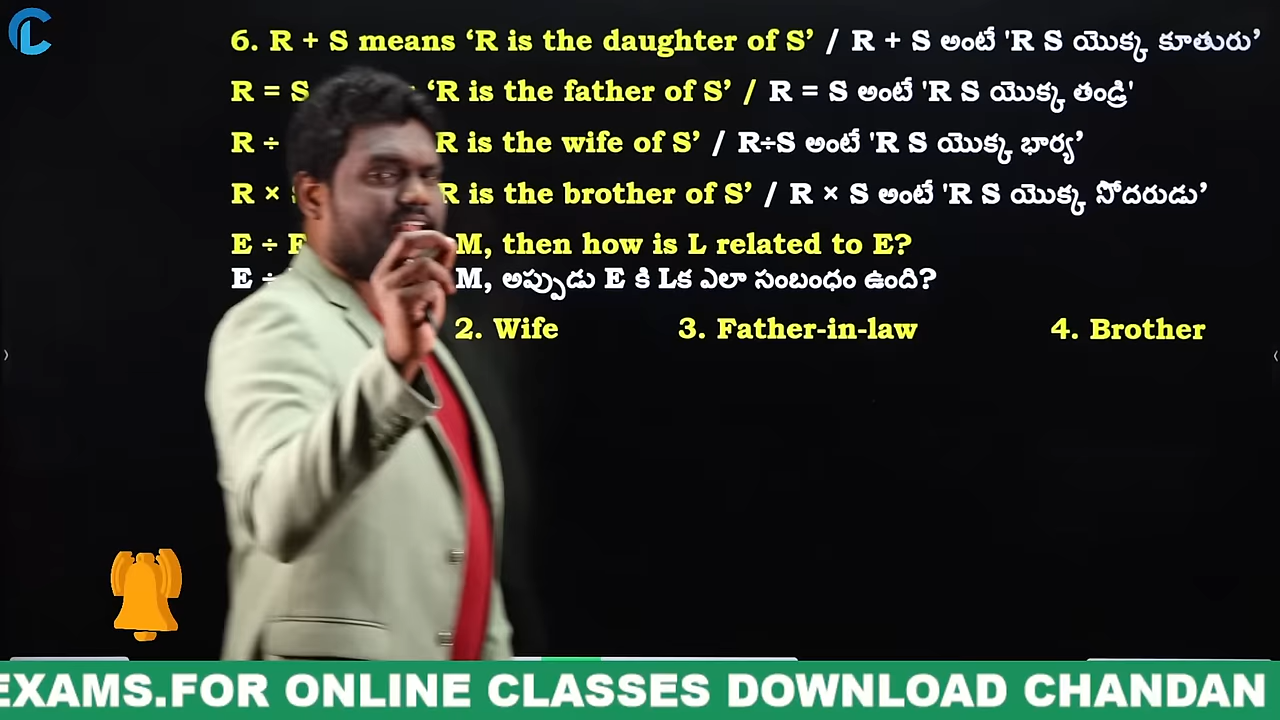 6. R + S means ‘R is the daughter of S’ / R + S అంటే 'R S యొక్క కూతురు’
R = S ‘R is the father of S’ / R = S అంటే 'R S యొక్క తండ్రి'
R ÷ R is the wife of S’ / R÷S అంటే 'R S యొక్క భార్య’
R × R is the brother of S’ / R × S అంటే 'R S యొక్క సోదరుడు’
E ÷ M, then how is L related to E?
E ÷ M, అప్పుడు E కి Lక ఎలా సంబంధం ఉంది?
2. Wife 3. Father-in-law 4. Brother
EXAMS.FOR ONLINE CLASSES DOWNLOAD CHANDAN